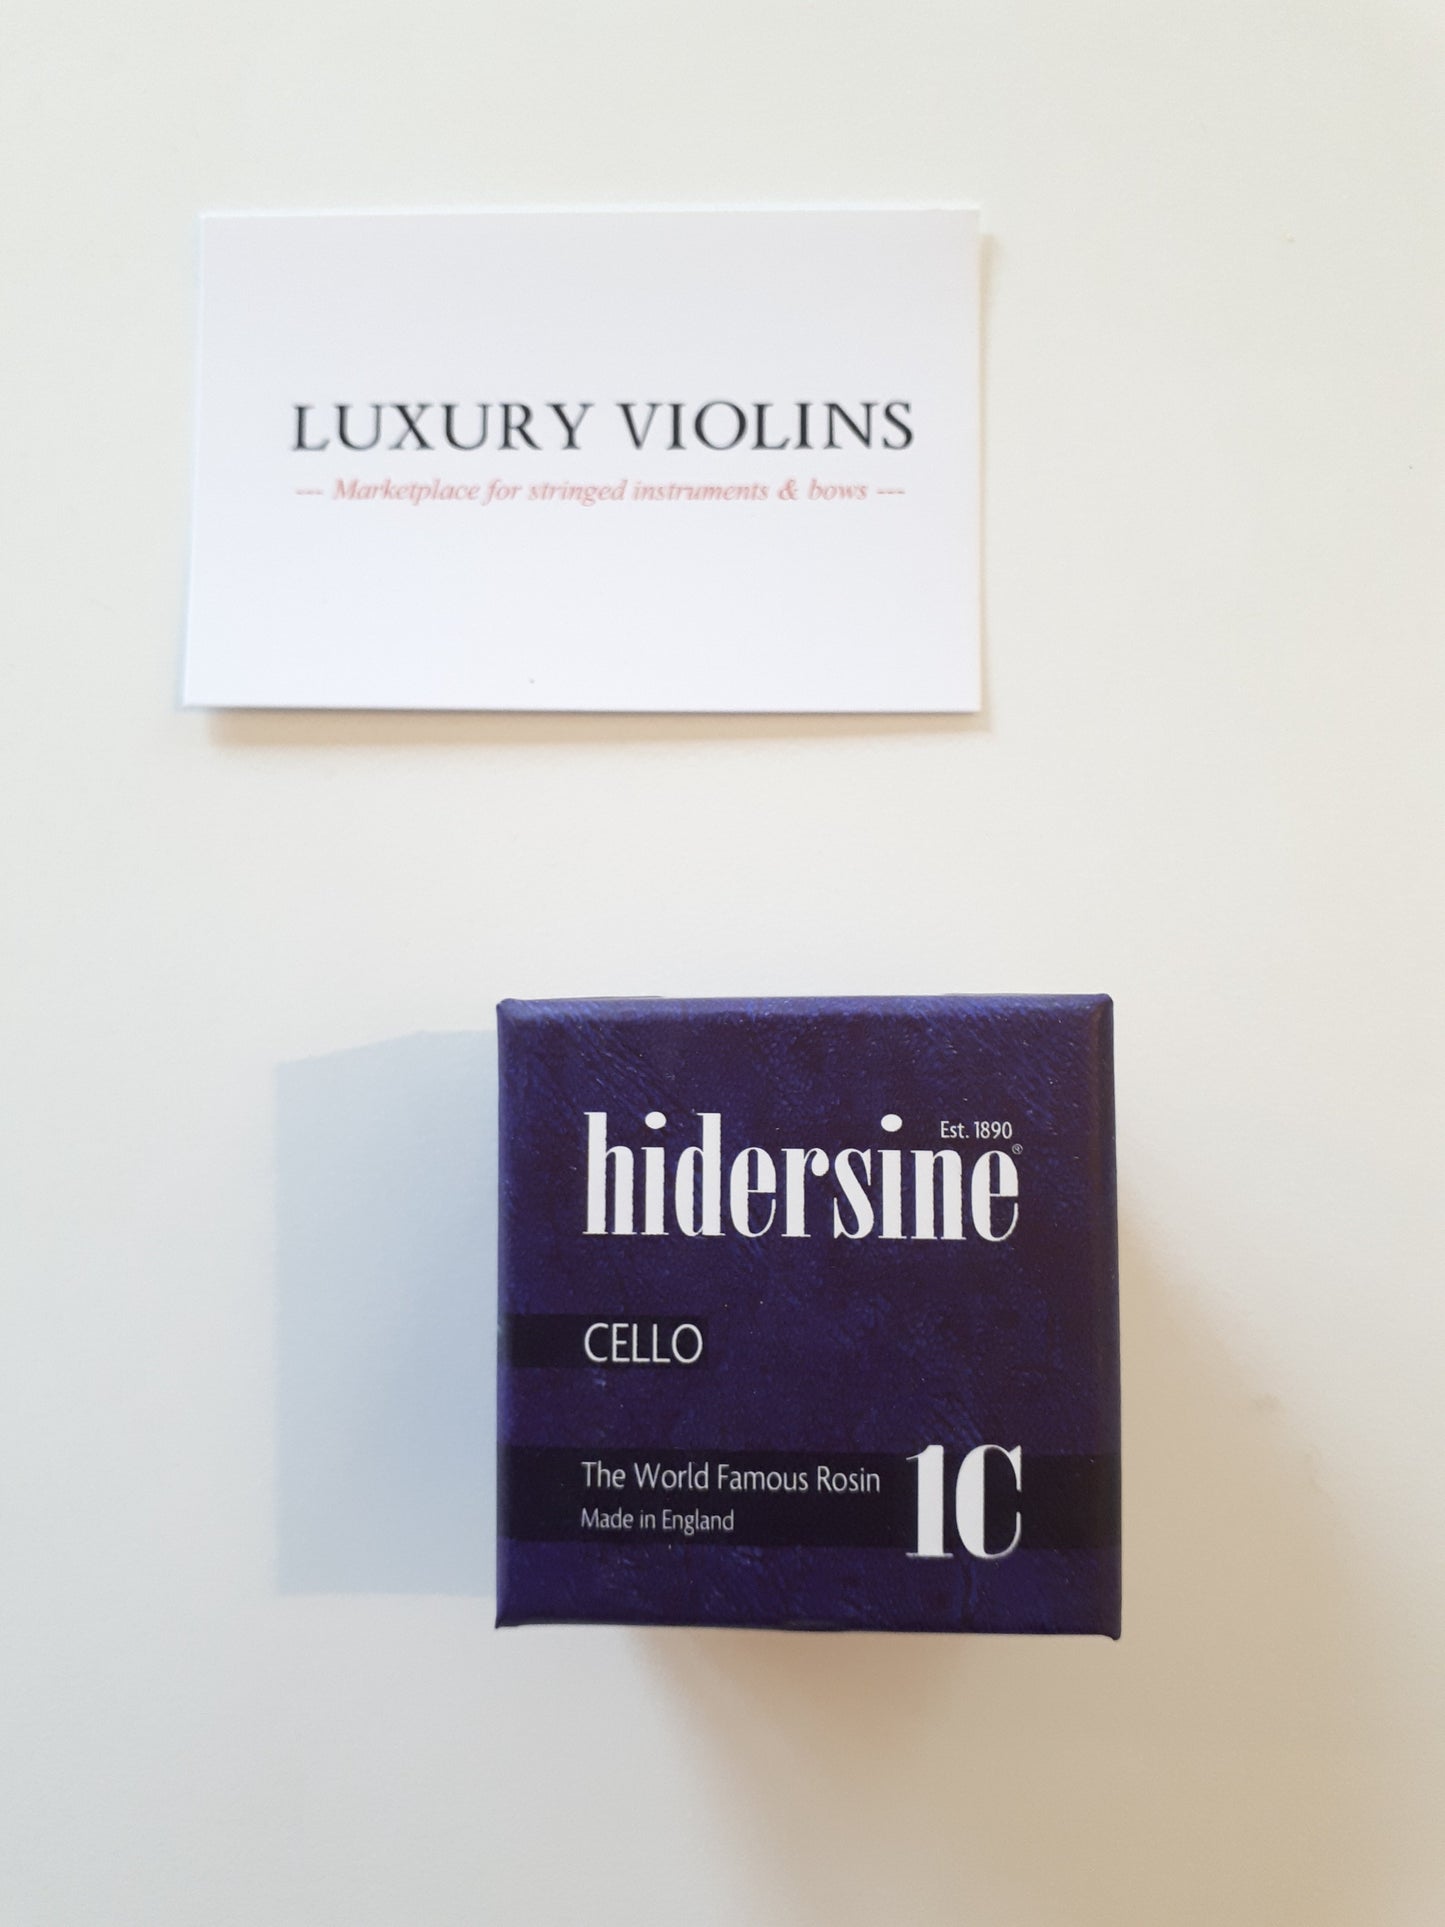 LUXURY VIOLINS
--- Marketplace for stringed instruments & bows ---
Est. 1890
hidersine®
CELLO
The World Famous Rosin
Made in England
1C